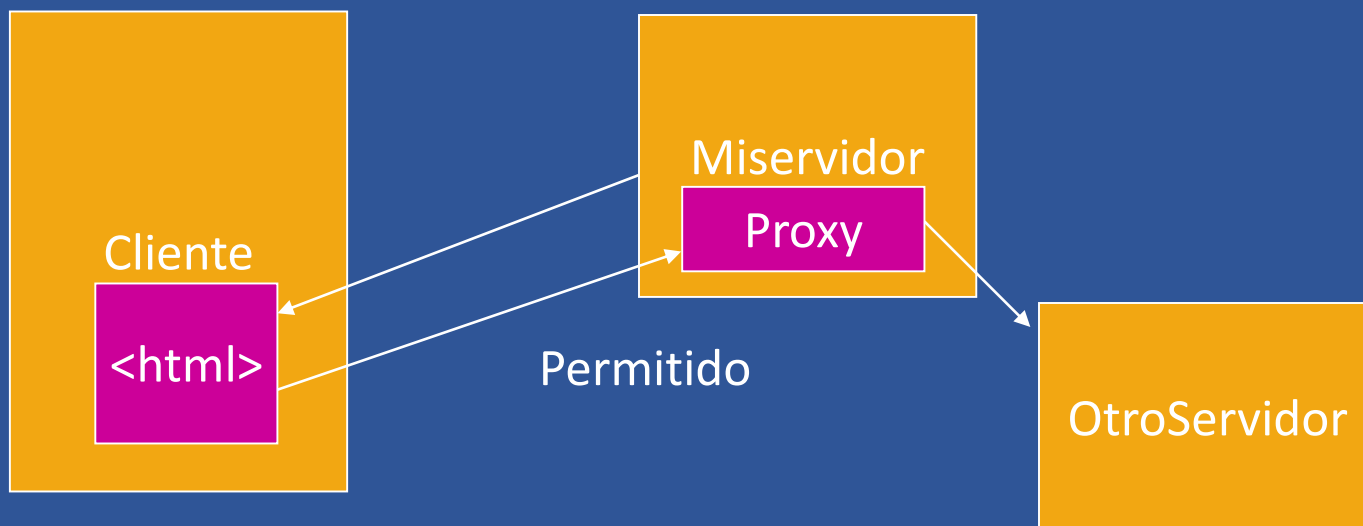 Miservidor
Proxy
Cliente
<html>
Permitido
OtroServidor